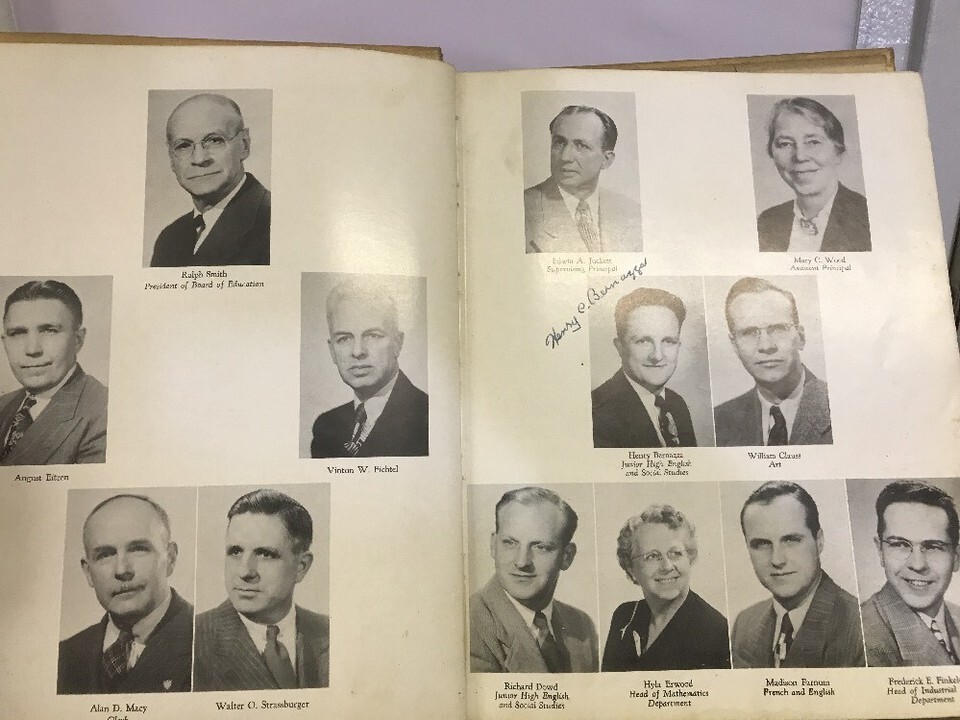 Ralph Smith
President of Board of Education
August Eitzen
Vinton W. Fichtel
Alan D. Macy
Clerk
Walter O. Strassburger
Edwin A. Juckett
Supervising Principal
Mary C. Wood
Assistant Principal
Henry C. Bernazza
Henry Barnazza
Junior High English
and Social Studies
William Clauss
Art
Richard Dowd
Junior High English
and Social Studies
Hyla Erwood
Head of Mathematics
Department
Madison Farnum
French and English
Frederick E. Finkel
Head of Industrial
Department